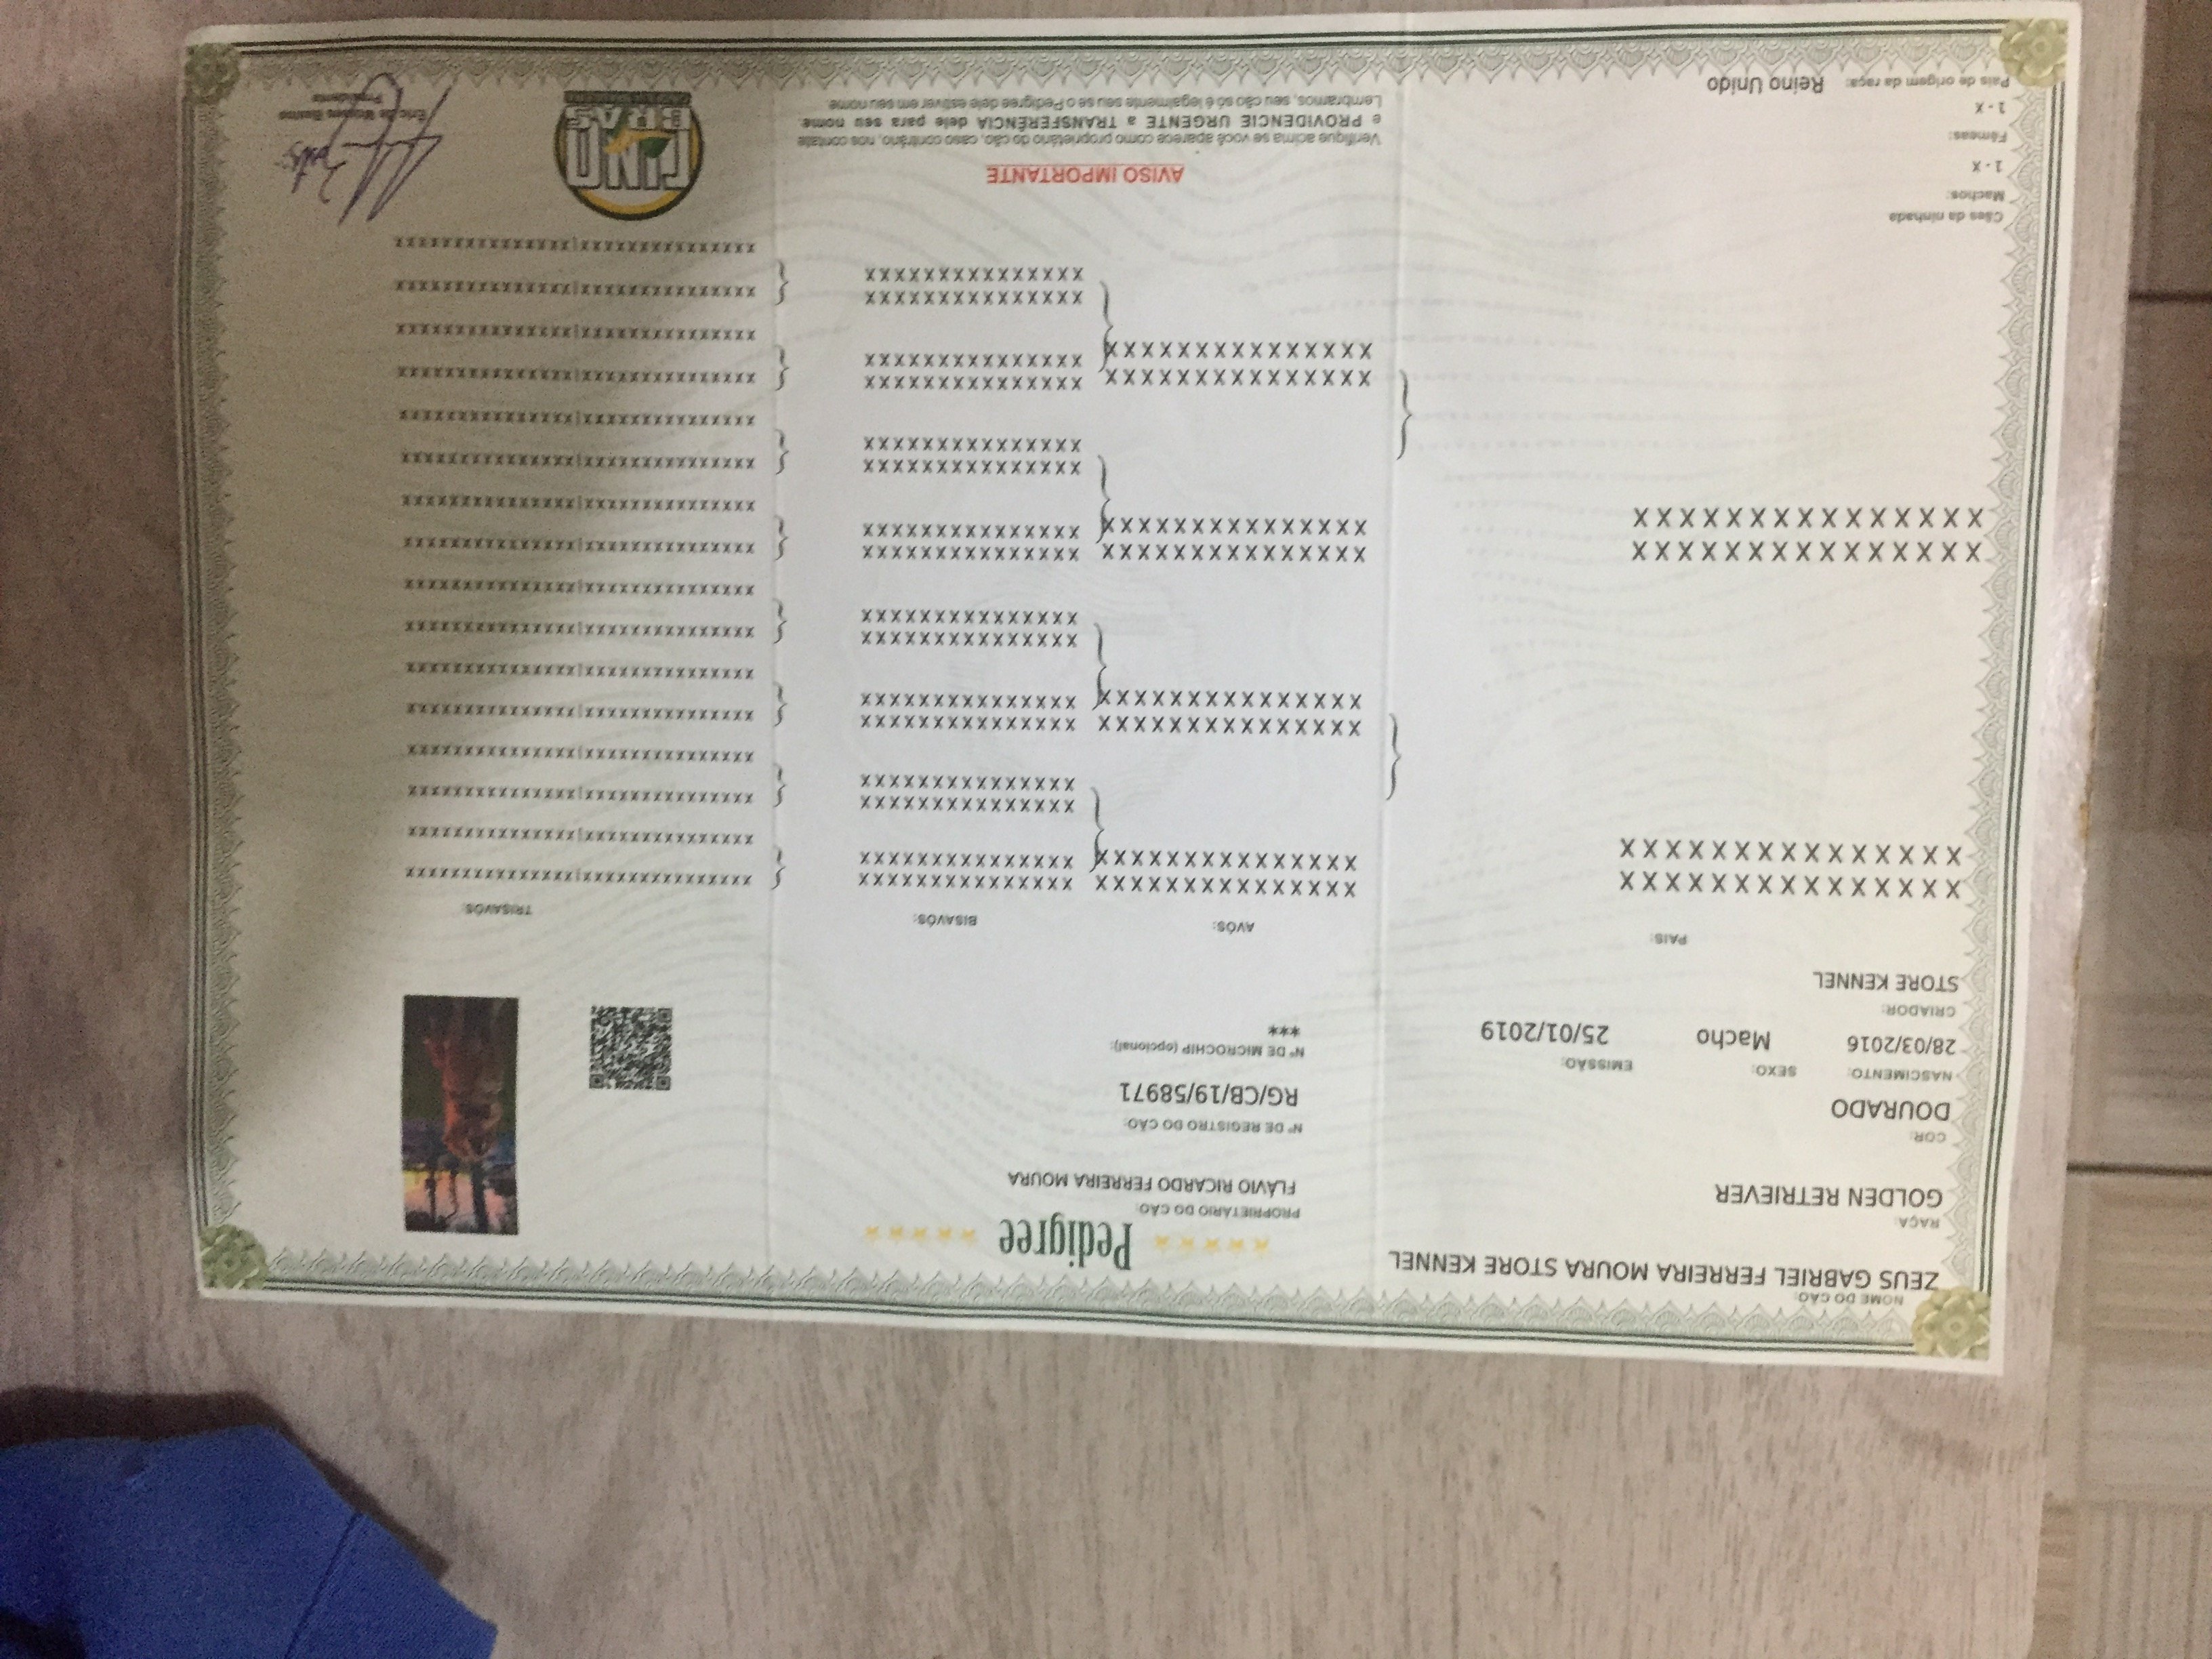 NOME DO CÃO:
ZEUS GABRIEL FERREIRA MOURA STORE KENNEL
Pedigree
RAÇA:
GOLDEN RETRIEVER
PROPRIETÁRIO DO CÃO:
FLÁVIO RICARDO FERREIRA MOURA
COR:
DOURADO
Nº DE REGISTRO DO CÃO:
RG/CB/19/58971
NASCIMENTO: SEXO: EMISSÃO:
28/03/2016 Macho 25/01/2019
Nº DE MICROCHIP (opcional):
***
CRIADOR:
STORE KENNEL
PAIS: AVÓS: BISAVÓS: TRISAVÓS:
XXXXXXXXXXXXXXX
XXXXXXXXXXXXXXX
XXXXXXXXXXXXXXX
XXXXXXXXXXXXXXX
Cães da ninhada
Machos:
1 - X
Fêmeas:
1 - X
País de origem da raça: Reino Unido
AVISO IMPORTANTE
Verifique acima se você aparece como proprietário do cão, caso contrário, nos contate
e PROVIDENCIE URGENTE a TRANSFERÊNCIA dele para seu nome.
Lembramos, seu cão só é legalmente seu se o Pedigree dele estiver em seu nome.
CINO
BRAS
Presidente